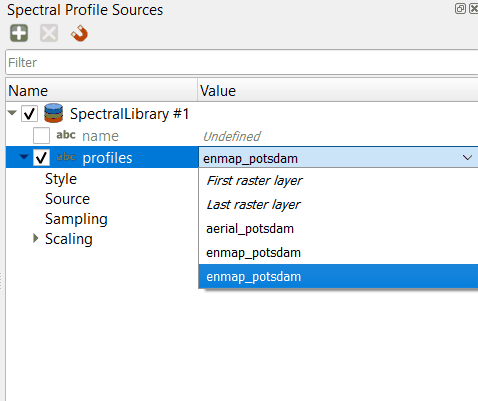 Spectral Profile Sources
Filter
Name Value
SpectralLibrary #1
abc name Undefined
abc profiles enmap_potsdam
Style First raster layer
Source Last raster layer
Sampling aerial_potsdam
Scaling enmap_potsdam
enmap_potsdam